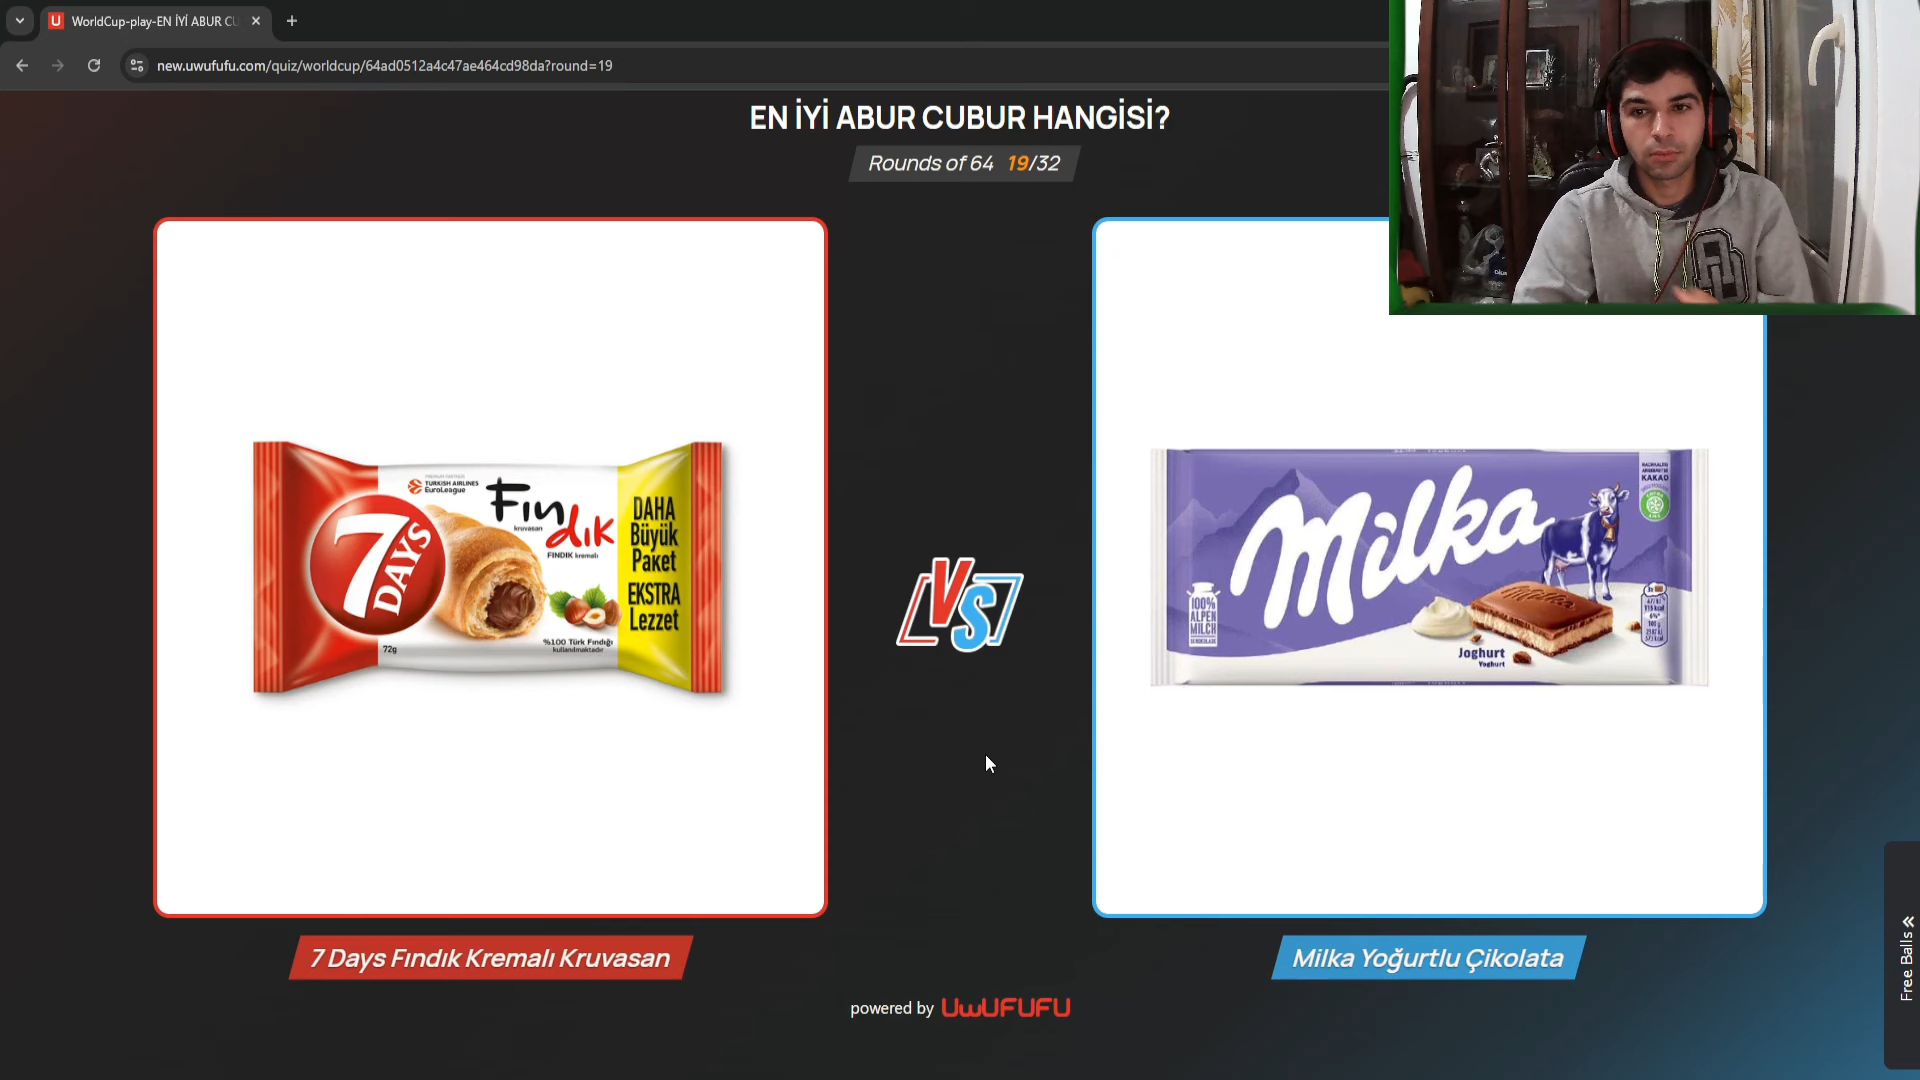 WorldCup-play-EN İYİ ABUR CU
new.uwufufu.com/quiz/worldcup/64ad0512a4c47ae464cd98da?round=19
EN İYİ ABUR CUBUR HANGİSİ?
Rounds of 64 19/32
7 DAYS
TURKISH AIRLINES
EuroLeague
Fındık
kruvasan
FINDIK kremalı
%100 Türk Fındığı
kullanılmaktadır
72g
DAHA
Büyük
Paket
EKSTRA
Lezzet
VS
Milka
KAKAO
100%
ALPEN
MILCH
Joghurt
Yoghurt
7 Days Fındık Kremalı Kruvasan
Milka Yoğurtlu Çikolata
powered by UwUFUFU
Free Balls